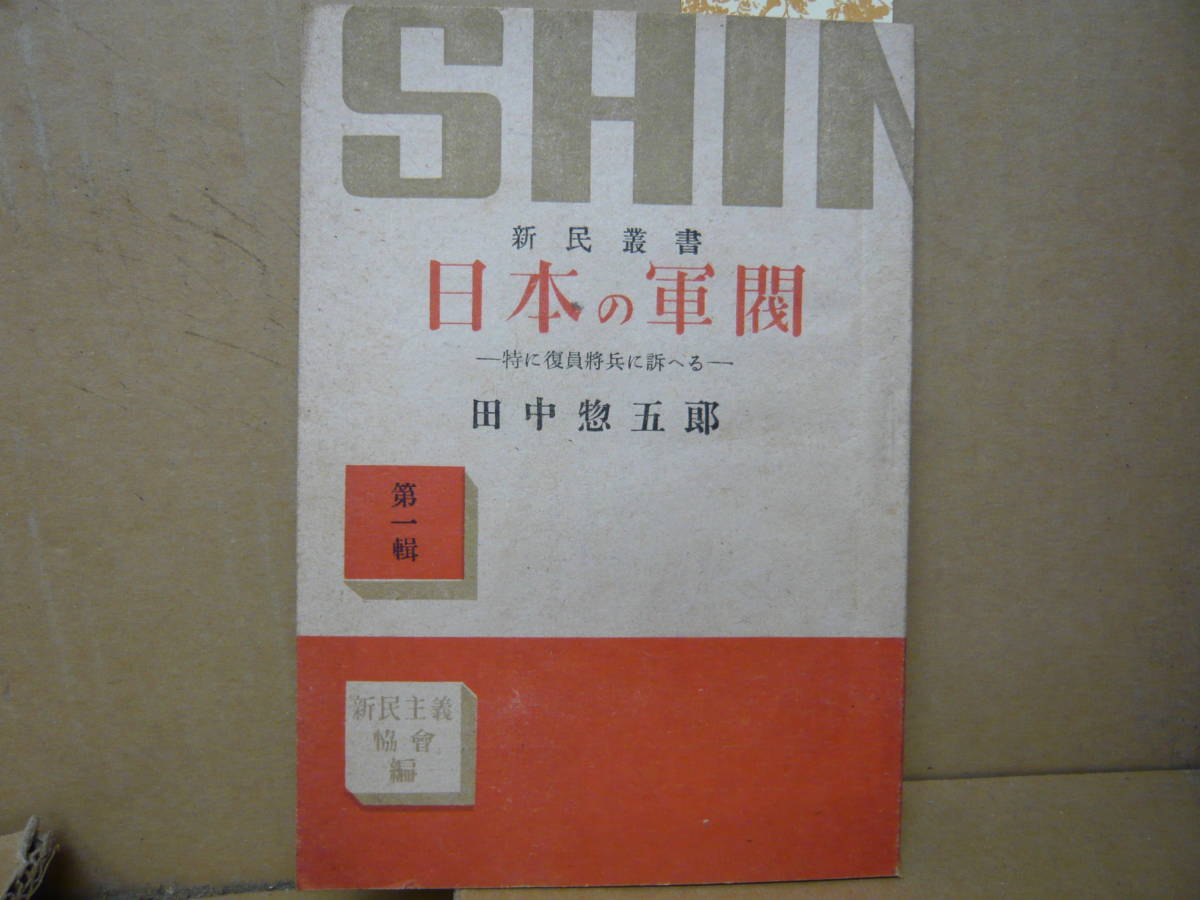 SHIN
新民叢書
日本の軍閥
―特に復員將兵に訴へる―
田中惣五郎
第一輯
新民主義
協會
編